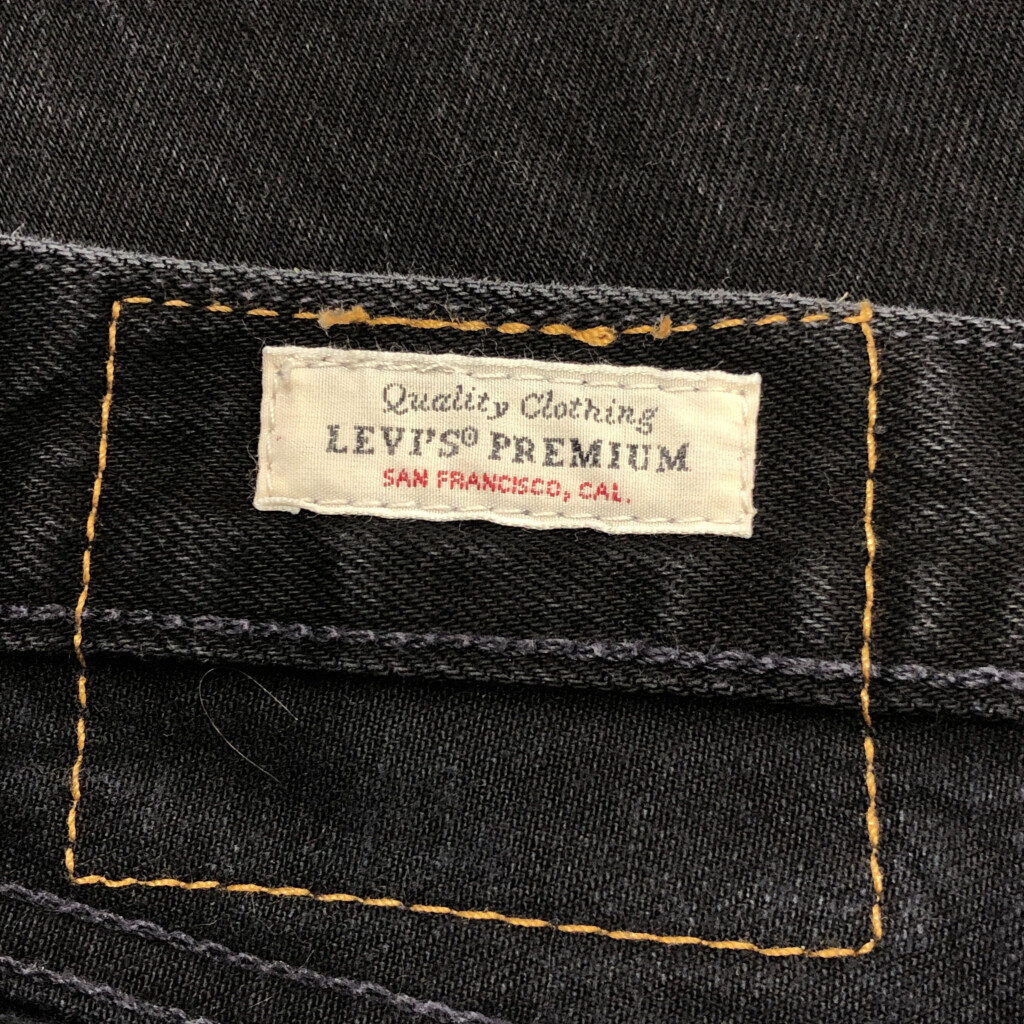 Quality Clothing
LEVI'S® PREMIUM
SAN FRANCISCO, CAL.